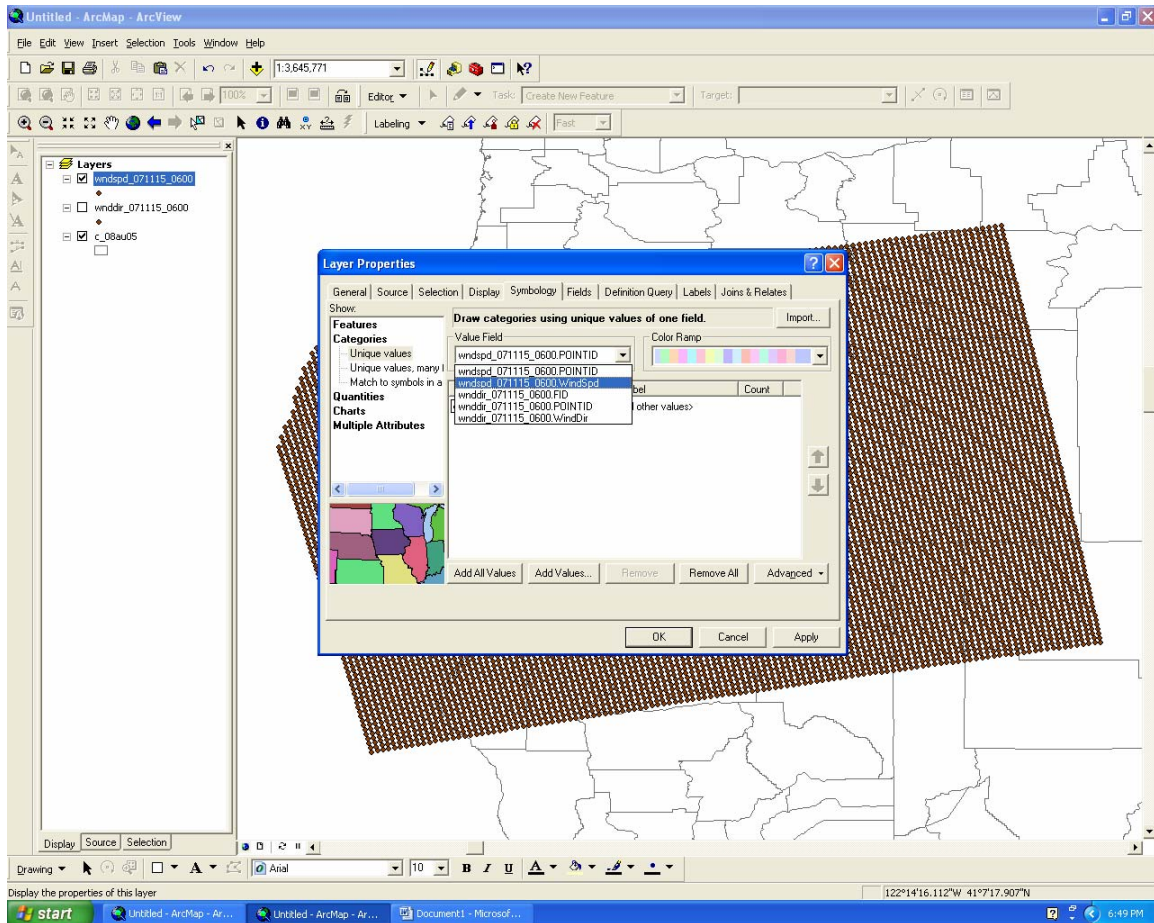 Untitled - ArcMap - ArcView
File Edit View Insert Selection Tools Window Help
1:3,645,771
100% Editor Task: Create New Feature Target:
Labeling Fast
Layers
wndspd_071115_0600
wnddir_071115_0600
c_08au05
Layer Properties
General Source Selection Display Symbology Fields Definition Query Labels Joins & Relates
Show:
Features
Categories
Unique values
Unique values, many
Match to symbols in a
Quantities
Charts
Multiple Attributes
Draw categories using unique values of one field. Import...
Value Field Color Ramp
wndspd_071115_0600.POINTID
wndspd_071115_0600.POINTID
wndspd_071115_0600.WindSpd
wnddir_071115_0600.FID
wnddir_071115_0600.POINTID
wnddir_071115_0600.WindDir
bel Count
other values>
Add All Values Add Values... Remove Remove All Advanced
OK Cancel Apply
Display Source Selection
Drawing A Arial 10 B I U A
Display the properties of this layer 122°14'16.112"W 41°7'17.907"N
start Untitled - ArcMap - Ar... Untitled - ArcMap - Ar... Document1 - Microsof... 6:49 PM